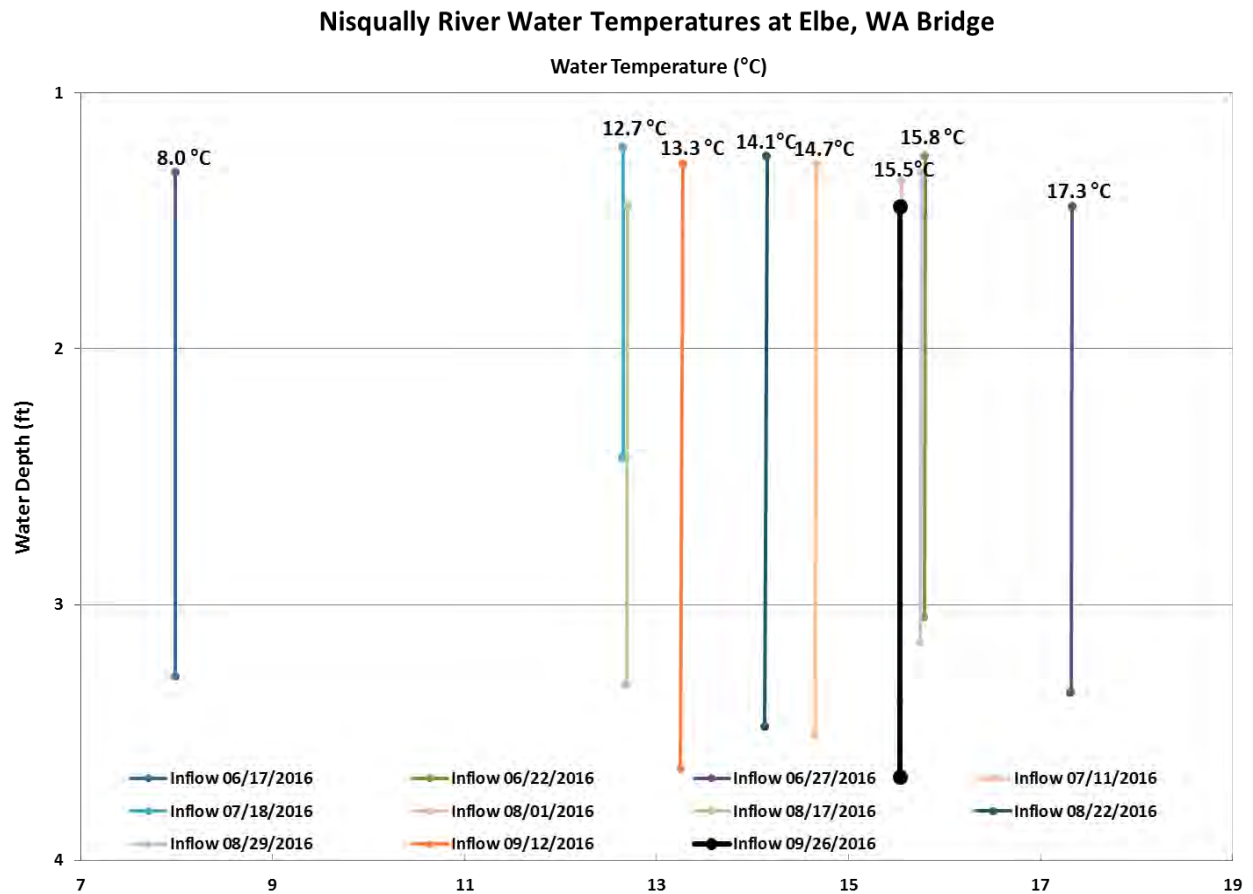 Nisqually River Water Temperatures at Elbe, WA Bridge
Water Temperature (°C)
1
12.7 °C
13.3 °C
14.1 °C
14.7°C
15.8 °C
8.0 °C
15.5°C
17.3 °C
2
Water Depth (ft)
3
Inflow 06/17/2016
Inflow 06/22/2016
Inflow 06/27/2016
Inflow 07/11/2016
Inflow 07/18/2016
Inflow 08/01/2016
Inflow 08/17/2016
Inflow 08/22/2016
Inflow 08/29/2016
Inflow 09/12/2016
Inflow 09/26/2016
4
7
9
11
13
15
17
19